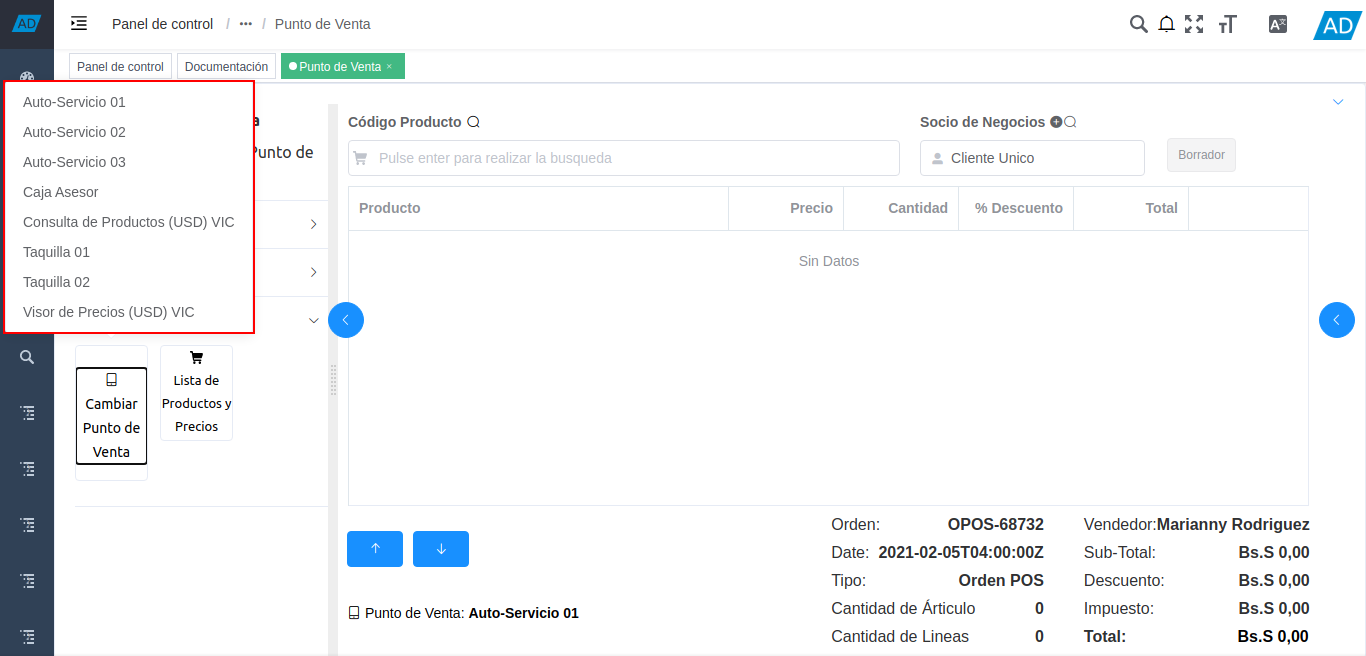 AD
Panel de control / ••• / Punto de Venta
AD
Panel de control
Documentación
Punto de Venta ×
Auto-Servicio 01
Auto-Servicio 02
Auto-Servicio 03
Caja Asesor
Consulta de Productos (USD) VIC
Taquilla 01
Taquilla 02
Visor de Precios (USD) VIC
a
Punto de
Cambiar
Punto de
Venta
Lista de
Productos y
Precios
Código Producto
Pulse enter para realizar la busqueda
Socio de Negocios
Cliente Unico
Borrador
Producto Precio Cantidad % Descuento Total
Sin Datos
Punto de Venta: Auto-Servicio 01
Orden: OPOS-68732
Date: 2021-02-05T04:00:00Z
Tipo: Orden POS
Cantidad de Árticulo 0
Cantidad de Lineas 0
Vendedor:Marianny Rodriguez
Sub-Total: Bs.S 0,00
Descuento: Bs.S 0,00
Impuesto: Bs.S 0,00
Total: Bs.S 0,00